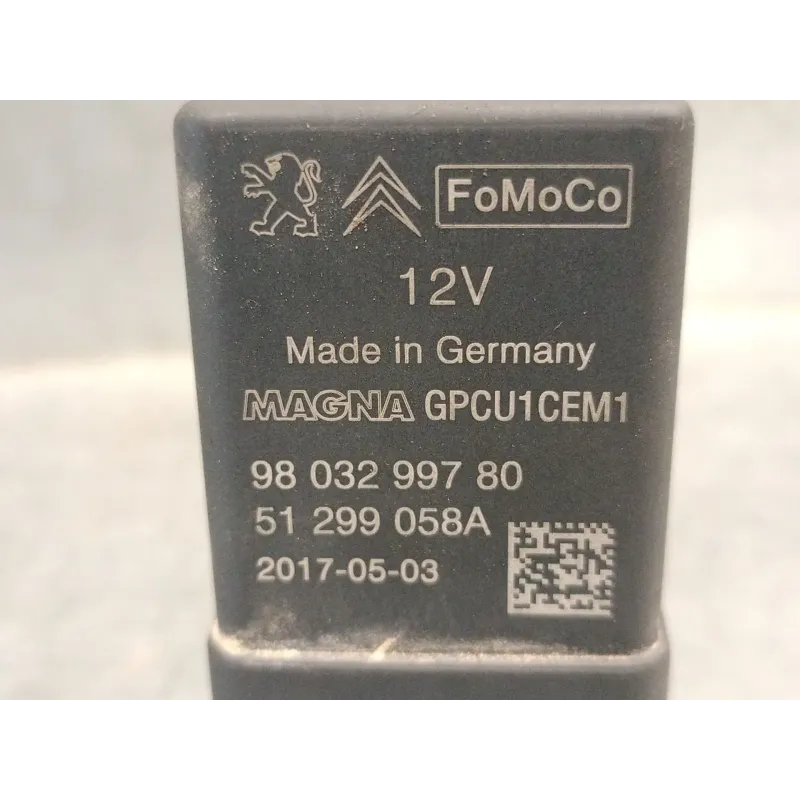 FoMoCo
12V
Made in Germany
MAGNA GPCU1CEM1
98 032 997 80
51 299 058A
2017-05-03